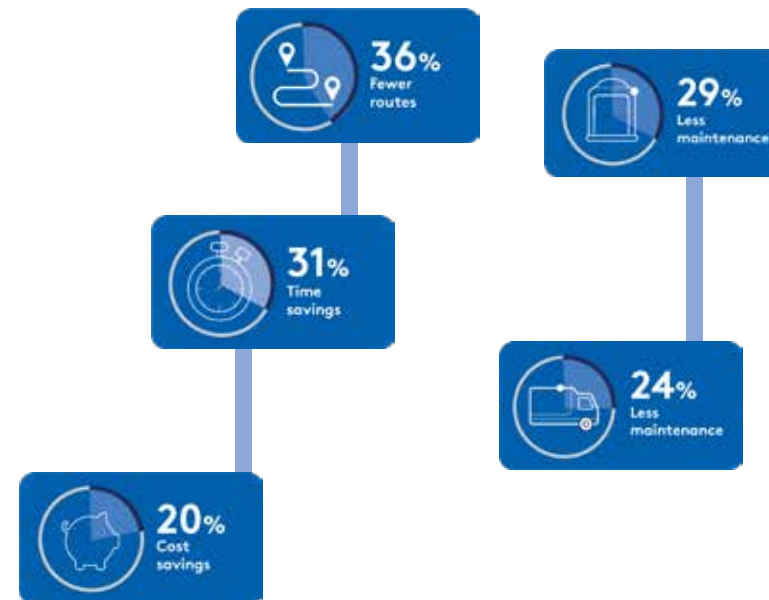 36%
Fewer
routes
29%
Less
maintenance
31%
Time
savings
24%
Less
maintenance
20%
Cost
savings